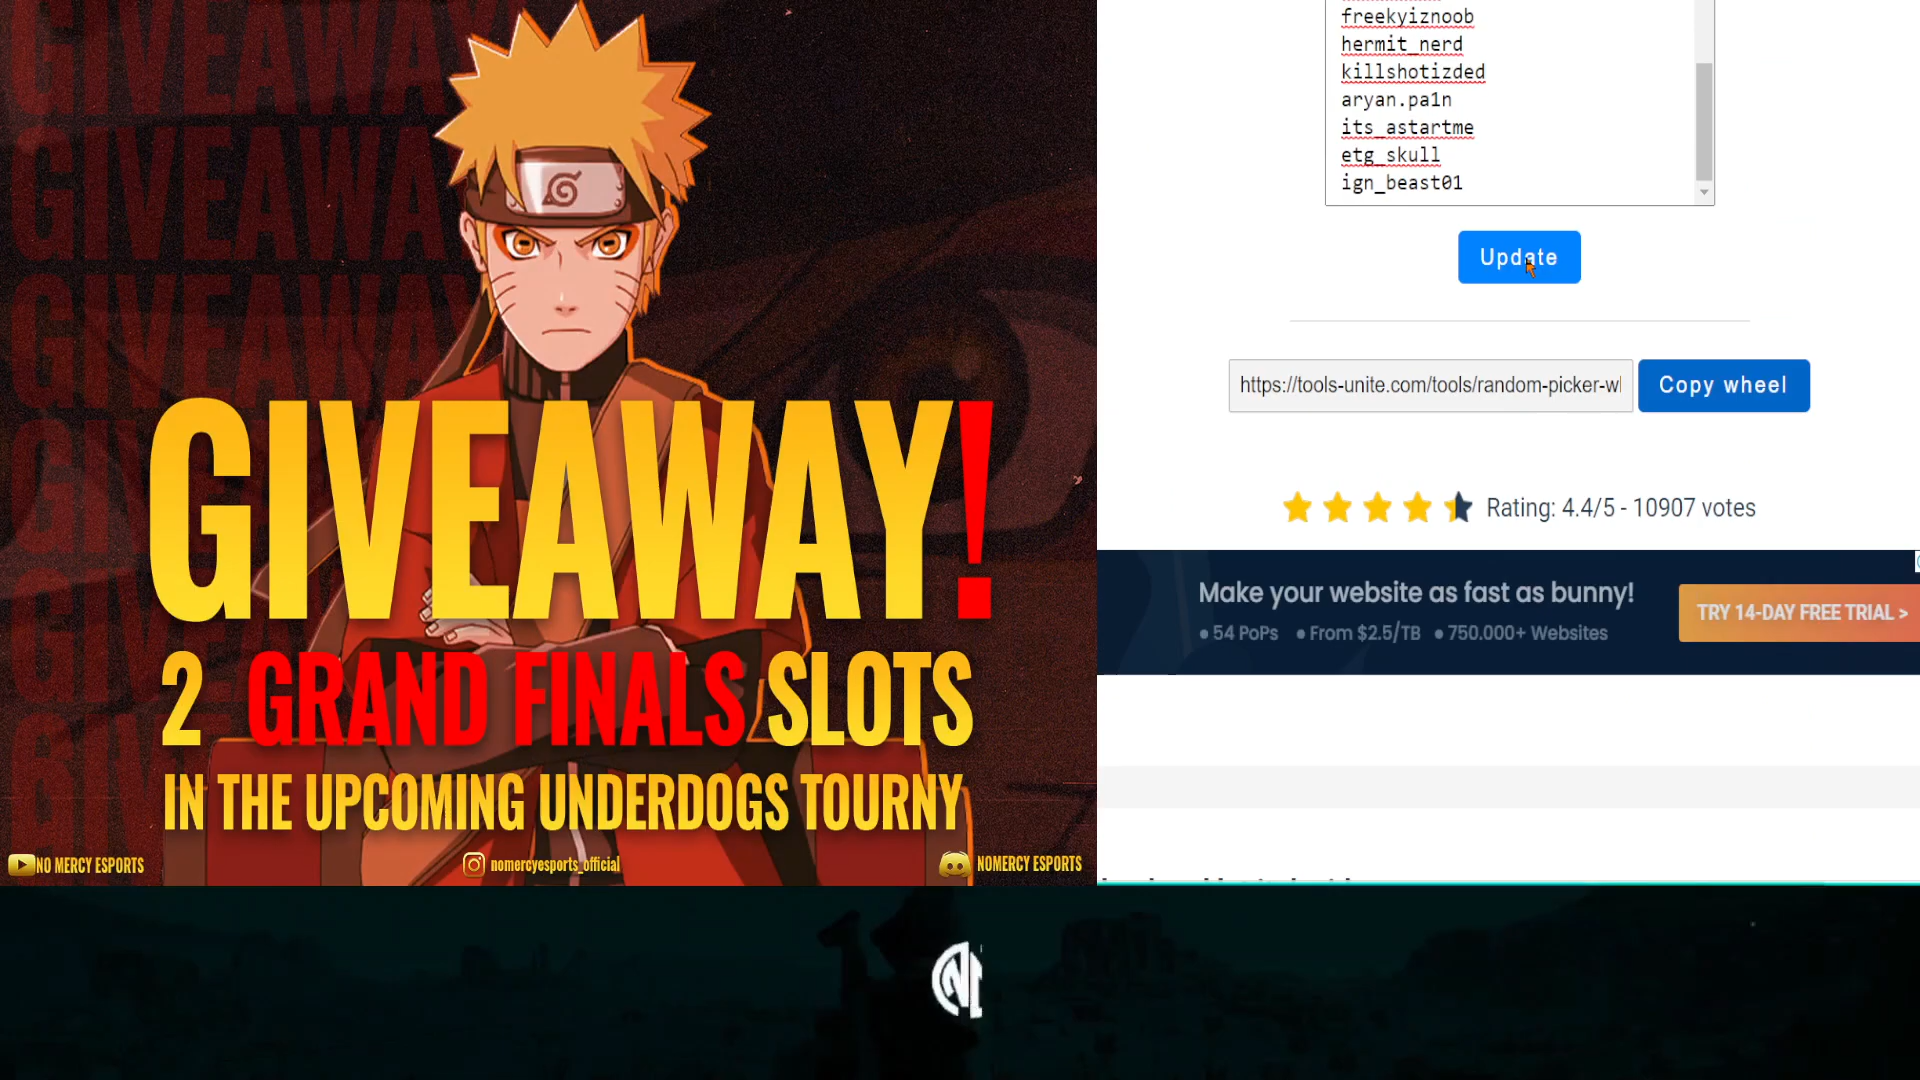 GIVEAWAY
GIVEAWAY
GIVEAWAY
GIVEAWAY!
2 GRAND FINALS SLOTS
IN THE UPCOMING UNDERDOGS TOURNY
NO MERCY ESPORTS
nomercyesports_official
NOMERCY ESPORTS
freekyiznoob
hermit_nerd
killshotizded
aryan.pa1n
its_astartme
etg_skull
ign_beast01
Update
https://tools-unite.com/tools/random-picker-w
Copy wheel
Rating: 4.4/5 - 10907 votes
Make your website as fast as bunny!
• 54 PoPs • From $2.5/TB • 750.000+ Websites
TRY 14-DAY FREE TRIAL >